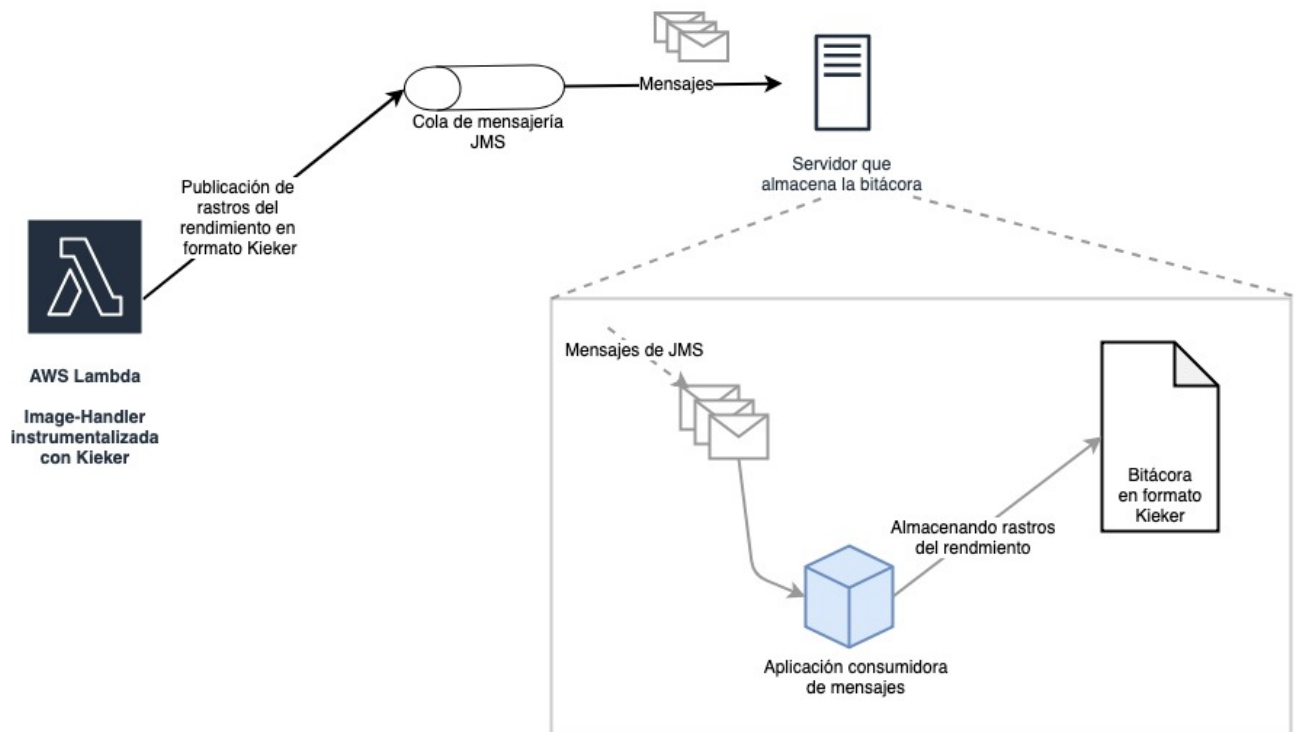 Mensajes
Cola de mensajería
JMS
Servidor que
almacena la bitácora
Publicación de
rastros del
rendimiento en
formato Kieker
AWS Lambda
Image-Handler
instrumentalizada
con Kieker
Mensajes de JMS
Bitácora
en formato
Kieker
Almacenando rastros
del rendmiento
Aplicación consumidora
de mensajes